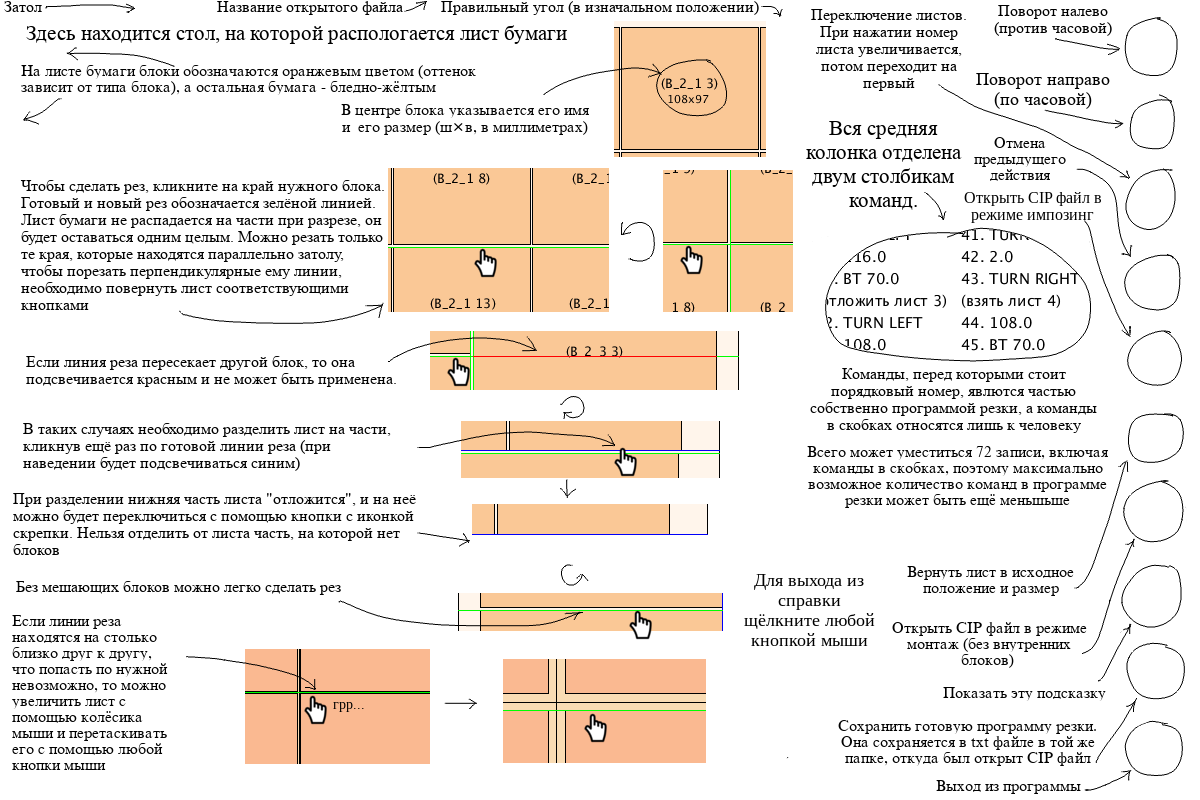 Затол
Название открытого файла
Правильный угол (в изначальном положении)
Здесь находится стол, на которой распологается лист бумаги
На листе бумаги блоки обозначаются оранжевым цветом (оттенок
зависит от типа блока), а остальная бумага - бледно-жёлтым
В центре блока указывается его имя
и его размер (ш×в, в миллиметрах)
(B_2_1 3)
108x97
Чтобы сделать рез, кликните на край нужного блока.
Готовый и новый рез обозначается зелёной линией.
Лист бумаги не распадается на части при разрезе, он
будет оставаться одним целым. Можно резать только
те края, которые находятся параллельно затолу,
чтобы порезать перпендикулярные ему линии,
необходимо повернуть лист соответствующими
кнопками
(B_2_1 8)
(B_2_1
(B_2_1 13)
(B_2_1
1 8)
(B_2
Если линия реза пересекает другой блок, то она
подсвечивается красным и не может быть применена.
(B_2_3 3)
В таких случаях необходимо разделить лист на части,
кликнув ещё раз по готовой линии реза (при
наведении будет подсвечиваться синим)
При разделении нижняя часть листа "отложится", и на неё
можно будет переключиться с помощью кнопки с иконкой
скрепки. Нельзя отделить от листа часть, на которой нет
блоков
Без мешающих блоков можно легко сделать рез
Если линии реза
находятся на столько
близко друг к другу,
что попасть по нужной
невозможно, то можно
увеличить лист с
помощью колёсика
мыши и перетаскивать
его с помощью любой
кнопки мыши
грр...
Для выхода из
справки
щёлкните любой
кнопкой мыши
Переключение листов.
При нажатии номер
листа увеличивается,
потом переходит на
первый
Поворот налево
(против часовой)
Поворот направо
(по часовой)
Вся средняя
колонка отделена
двум столбикам
команд.
Отмена
предыдущего
действия
Открыть CIP файл в
режиме импозинг
LEFT
41. TURN
16.0
42. 2.0
BT 70.0
43. TURN RIGHT
отложить лист 3)
(взять лист 4)
2. TURN LEFT
44. 108.0
108.0
45. BT 70.0
Команды, перед которыми стоит
порядковый номер, явлются частью
собственно программой резки, а команды
в скобках относятся лишь к человеку
Всего может уместиться 72 записи, включая
команды в скобках, поэтому максимально
возможное количество команд в программе
резки может быть ещё меньшьше
Вернуть лист в исходное
положение и размер
Открыть CIP файл в режиме
монтаж (без внутренних
блоков)
Показать эту подсказку
Сохранить готовую программу резки.
Она сохраняется в txt файле в той же
папке, откуда был открыт CIP файл
Выход из программы